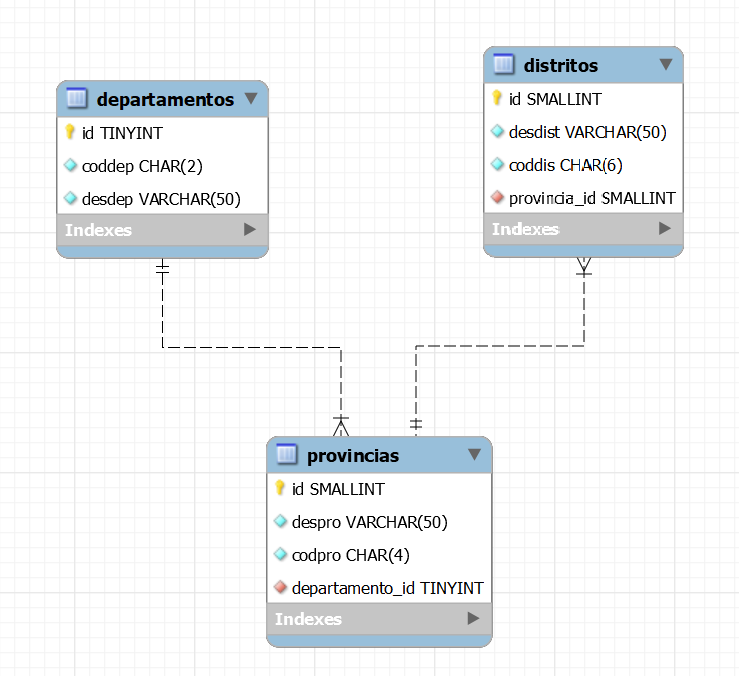 departamentos
id TINYINT
coddep CHAR(2)
desdep VARCHAR(50)
Indexes
distritos
id SMALLINT
desdist VARCHAR(50)
coddis CHAR(6)
provincia_id SMALLINT
Indexes
provincias
id SMALLINT
despro VARCHAR(50)
codpro CHAR(4)
departamento_id TINYINT
Indexes